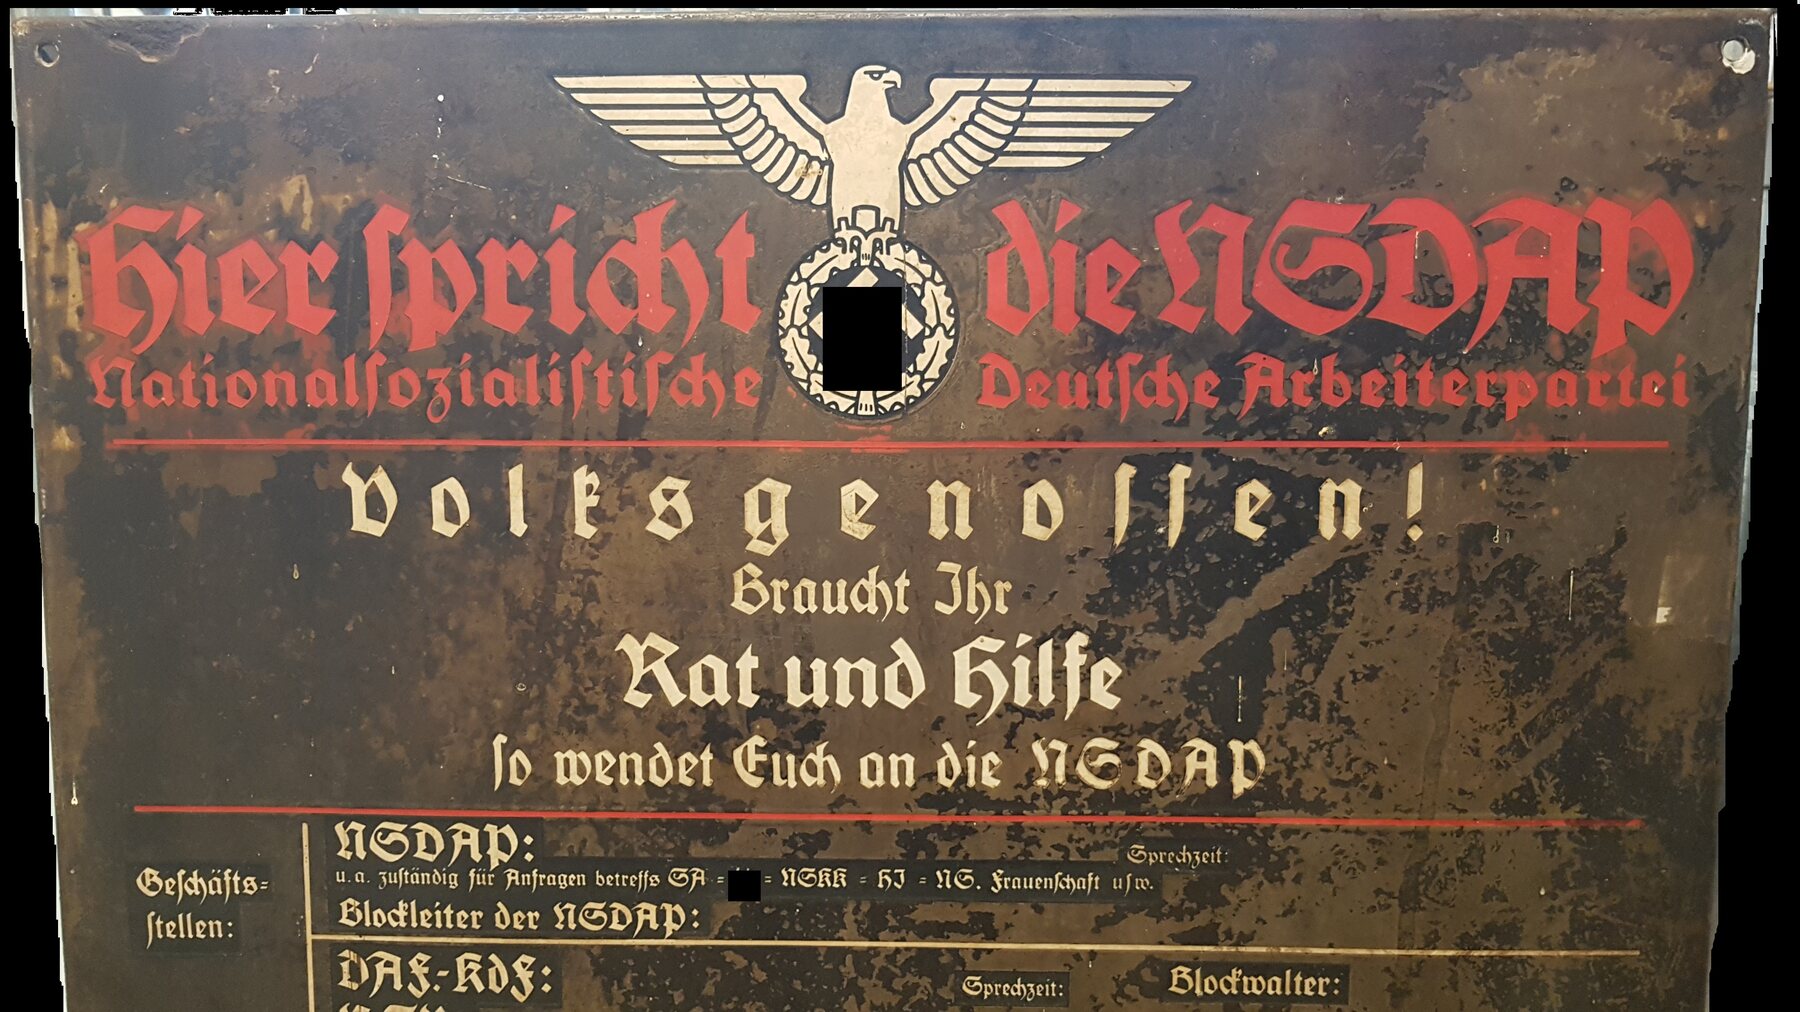 Hier spricht die NSDAP
Nationalsozialistische Deutsche Arbeiterpartei
Volksgenossen!
Braucht Ihr
Rat und Hilfe
so wendet Euch an die NSDAP
Geschäfts=
stellen:
NSDAP:
Sprechzeit:
u. a. zuständig für Anfragen betreffs SA = = NSKK = HJ = NS. Frauenschaft usw.
Blockleiter der NSDAP:
DAF.-KdF:
Sprechzeit:
Blockwalter: